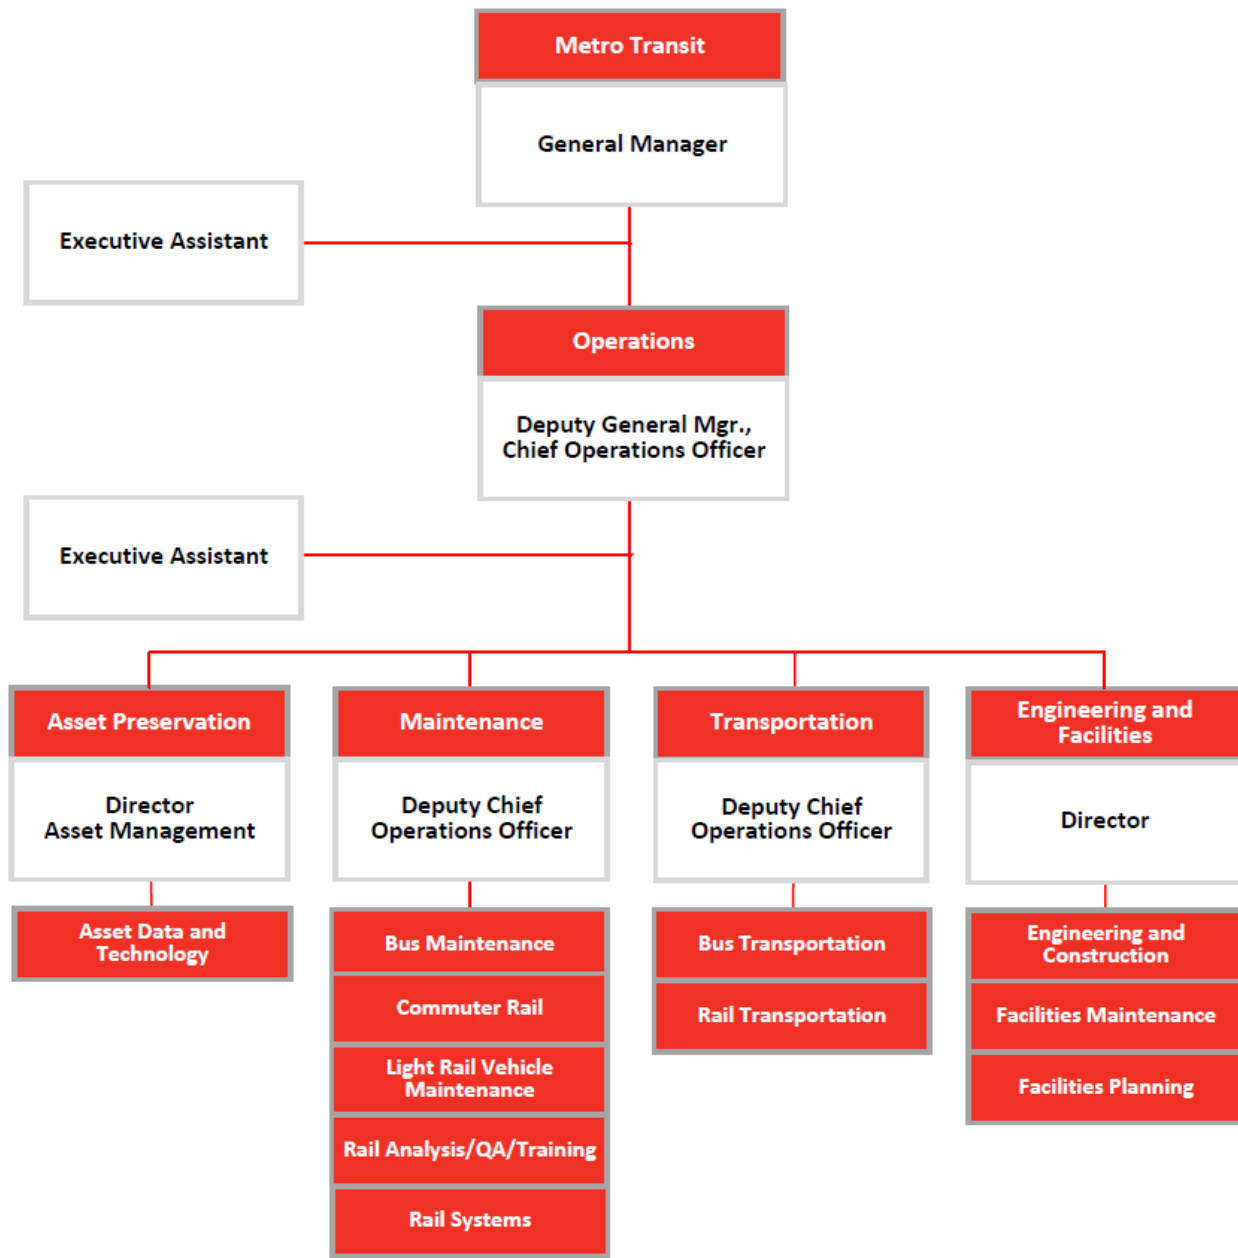 Metro Transit
General Manager
Executive Assistant
Operations
Deputy General Mgr.,
Chief Operations Officer
Executive Assistant
Asset Preservation
Director
Asset Management
Asset Data and
Technology
Maintenance
Deputy Chief
Operations Officer
Bus Maintenance
Commuter Rail
Light Rail Vehicle
Maintenance
Rail Analysis/QA/Training
Rail Systems
Transportation
Deputy Chief
Operations Officer
Bus Transportation
Rail Transportation
Engineering and
Facilities
Director
Engineering and
Construction
Facilities Maintenance
Facilities Planning